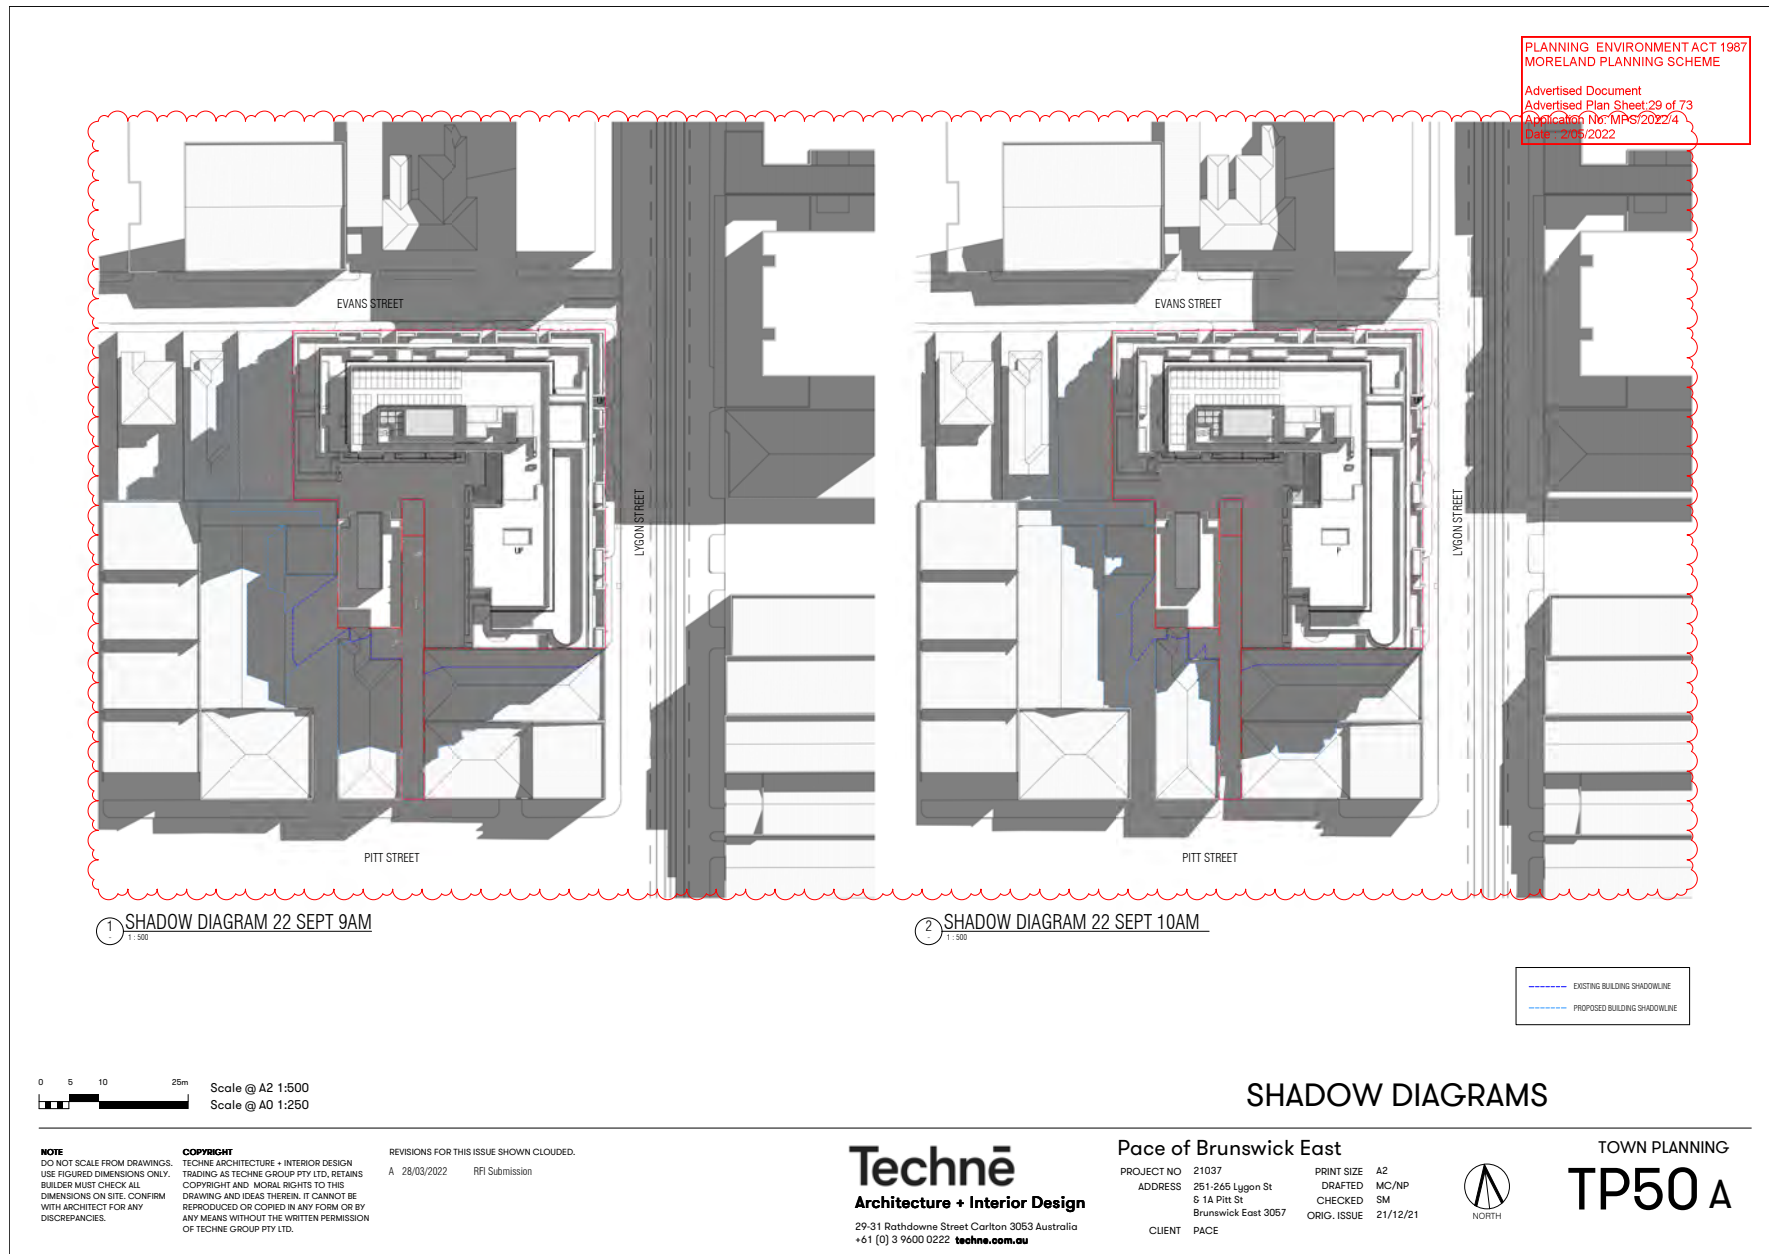 PLANNING ENVIRONMENT ACT 1987
MORELAND PLANNING SCHEME
Advertised Document
Advertised Plan Sheet:29 of 73
Application No: MPS/2022/4
Date : 2/05/2022
EVANS STREET
LYGON STREET
PITT STREET
UP
UP
EVANS STREET
LYGON STREET
PITT STREET
UP
P
1
SHADOW DIAGRAM 22 SEPT 9AM
1 : 500
2
SHADOW DIAGRAM 22 SEPT 10AM
1 : 500
EXISTING BUILDING SHADOWLINE
PROPOSED BUILDING SHADOWLINE
0 5 10 25m
Scale @ A2 1:500
Scale @ A0 1:250
SHADOW DIAGRAMS
NOTE
DO NOT SCALE FROM DRAWINGS.
USE FIGURED DIMENSIONS ONLY.
BUILDER MUST CHECK ALL
DIMENSIONS ON SITE. CONFIRM
WITH ARCHITECT FOR ANY
DISCREPANCIES.
COPYRIGHT
TECHNE ARCHITECTURE + INTERIOR DESIGN
TRADING AS TECHNE GROUP PTY LTD, RETAINS
COPYRIGHT AND MORAL RIGHTS TO THIS
DRAWING AND IDEAS THEREIN. IT CANNOT BE
REPRODUCED OR COPIED IN ANY FORM OR BY
ANY MEANS WITHOUT THE WRITTEN PERMISSION
OF TECHNE GROUP PTY LTD.
REVISIONS FOR THIS ISSUE SHOWN CLOUDED.
A 28/03/2022 RFI Submission
Technē
Architecture + Interior Design
29-31 Rathdowne Street Carlton 3053 Australia
+61 (0) 3 9600 0222 techne.com.au
Pace of Brunswick East
PROJECT NO 21037
ADDRESS 251-265 Lygon St
& 1A Pitt St
Brunswick East 3057
CLIENT PACE
PRINT SIZE A2
DRAFTED MC/NP
CHECKED SM
ORIG. ISSUE 21/12/21
NORTH
TOWN PLANNING
TP50 A